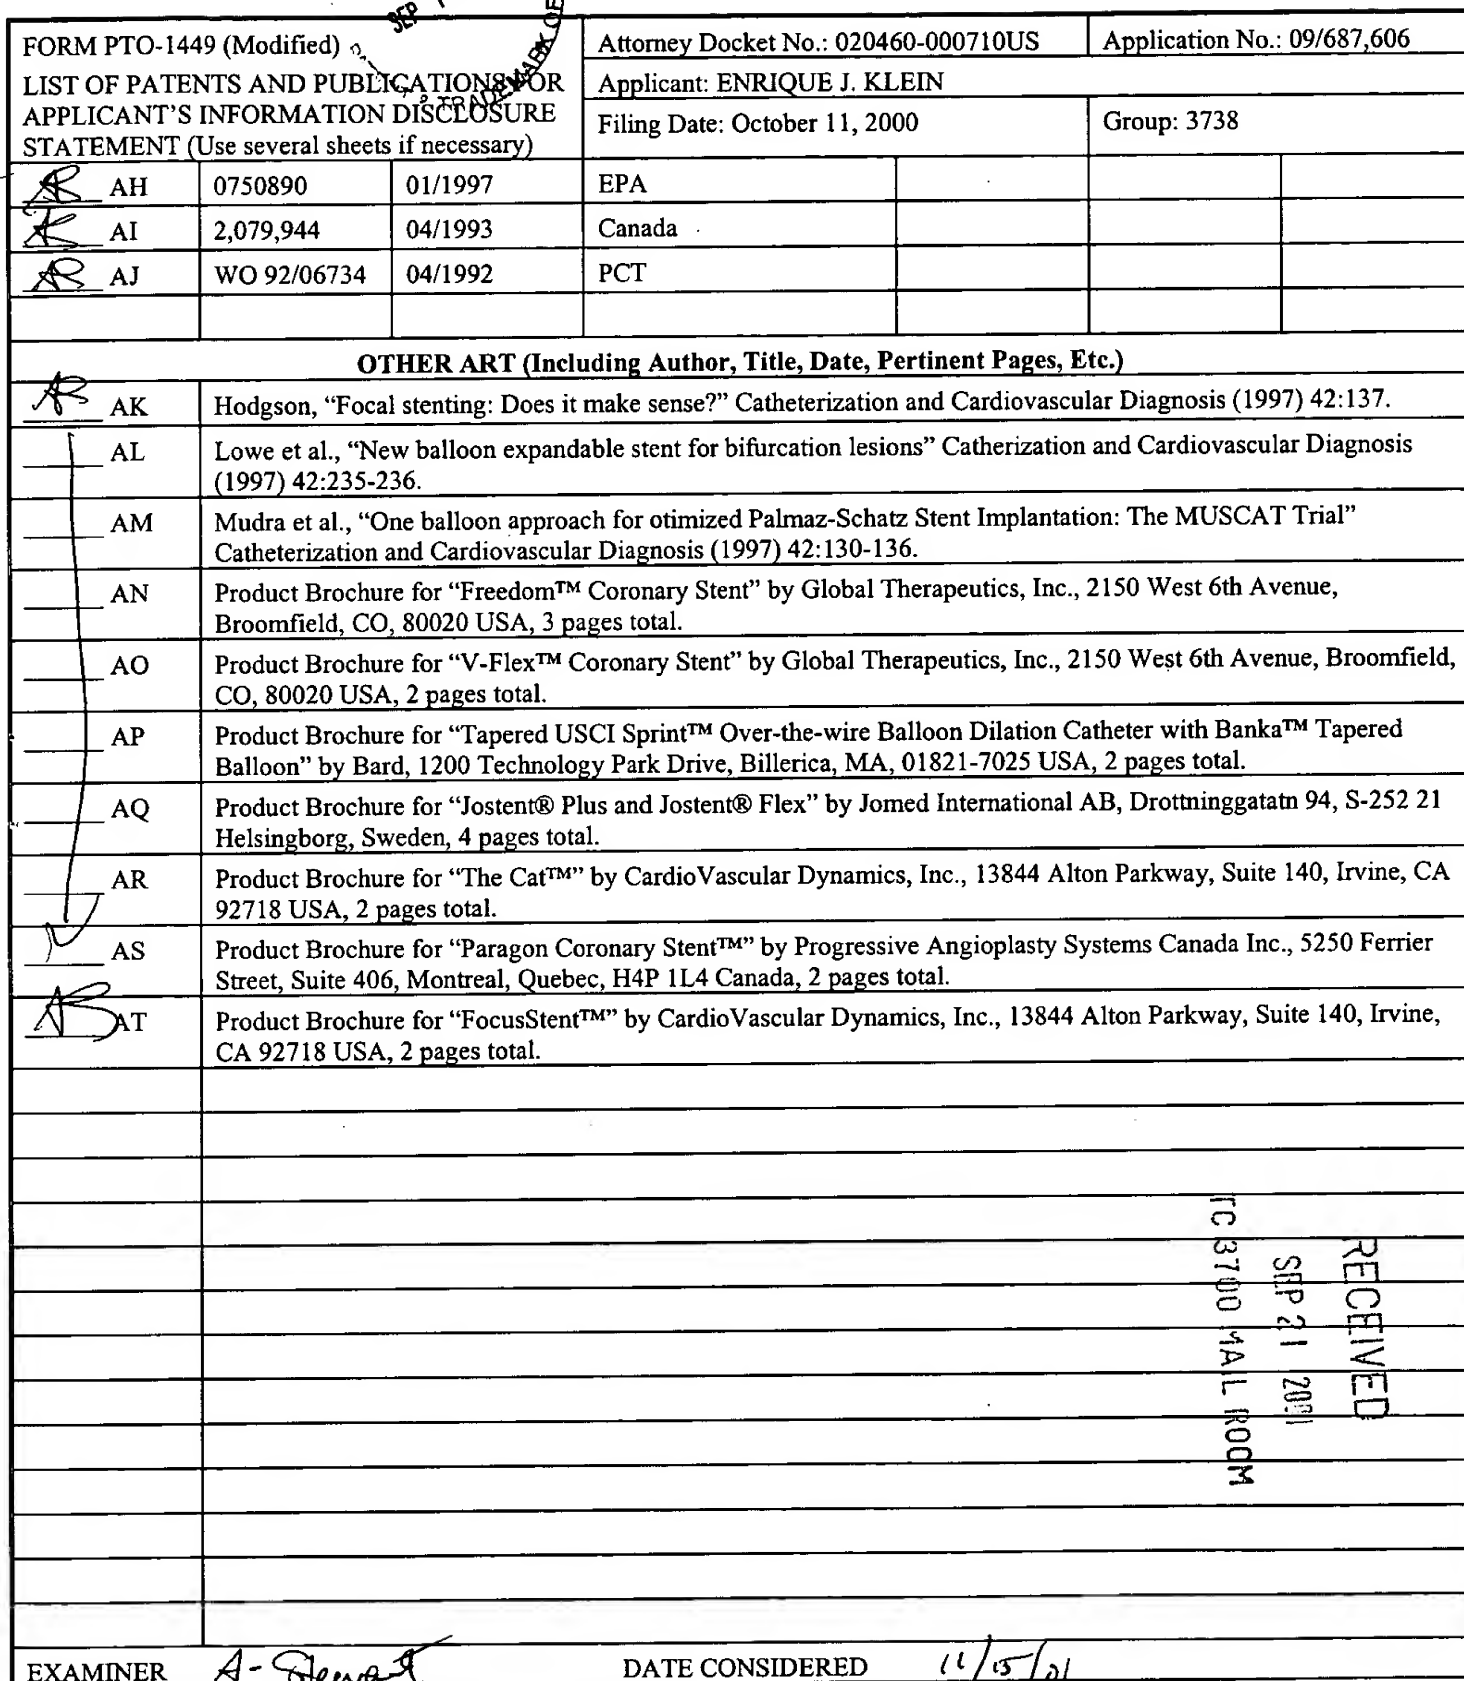 SEP
TRADEMARK OF
FORM PTO-1449 (Modified)
LIST OF PATENTS AND PUBLICATIONS FOR
APPLICANT'S INFORMATION DISCLOSURE
STATEMENT (Use several sheets if necessary)
Attorney Docket No.: 020460-000710US
Application No.: 09/687,606
Applicant: ENRIQUE J. KLEIN
Filing Date: October 11, 2000
Group: 3738
AH 0750890 01/1997 EPA
AI 2,079,944 04/1993 Canada
AJ WO 92/06734 04/1992 PCT
OTHER ART (Including Author, Title, Date, Pertinent Pages, Etc.)
AK Hodgson, “Focal stenting: Does it make sense?” Catheterization and Cardiovascular Diagnosis (1997) 42:137.
AL Lowe et al., “New balloon expandable stent for bifurcation lesions” Catherization and Cardiovascular Diagnosis
(1997) 42:235-236.
AM Mudra et al., “One balloon approach for otimized Palmaz-Schatz Stent Implantation: The MUSCAT Trial”
Catheterization and Cardiovascular Diagnosis (1997) 42:130-136.
AN Product Brochure for “Freedom™ Coronary Stent” by Global Therapeutics, Inc., 2150 West 6th Avenue,
Broomfield, CO, 80020 USA, 3 pages total.
AO Product Brochure for “V-Flex™ Coronary Stent” by Global Therapeutics, Inc., 2150 West 6th Avenue, Broomfield,
CO, 80020 USA, 2 pages total.
AP Product Brochure for “Tapered USCI Sprint™ Over-the-wire Balloon Dilation Catheter with Banka™ Tapered
Balloon” by Bard, 1200 Technology Park Drive, Billerica, MA, 01821-7025 USA, 2 pages total.
AQ Product Brochure for “Jostent® Plus and Jostent® Flex” by Jomed International AB, Drottninggatatn 94, S-252 21
Helsingborg, Sweden, 4 pages total.
AR Product Brochure for “The Cat™” by CardioVascular Dynamics, Inc., 13844 Alton Parkway, Suite 140, Irvine, CA
92718 USA, 2 pages total.
AS Product Brochure for “Paragon Coronary Stent™” by Progressive Angioplasty Systems Canada Inc., 5250 Ferrier
Street, Suite 406, Montreal, Quebec, H4P 1L4 Canada, 2 pages total.
AT Product Brochure for “FocusStent™” by CardioVascular Dynamics, Inc., 13844 Alton Parkway, Suite 140, Irvine,
CA 92718 USA, 2 pages total.
RECEIVED
SEP 21 2001
TC 3700 MAIL ROOM
EXAMINER A- Stewart DATE CONSIDERED 11/15/01